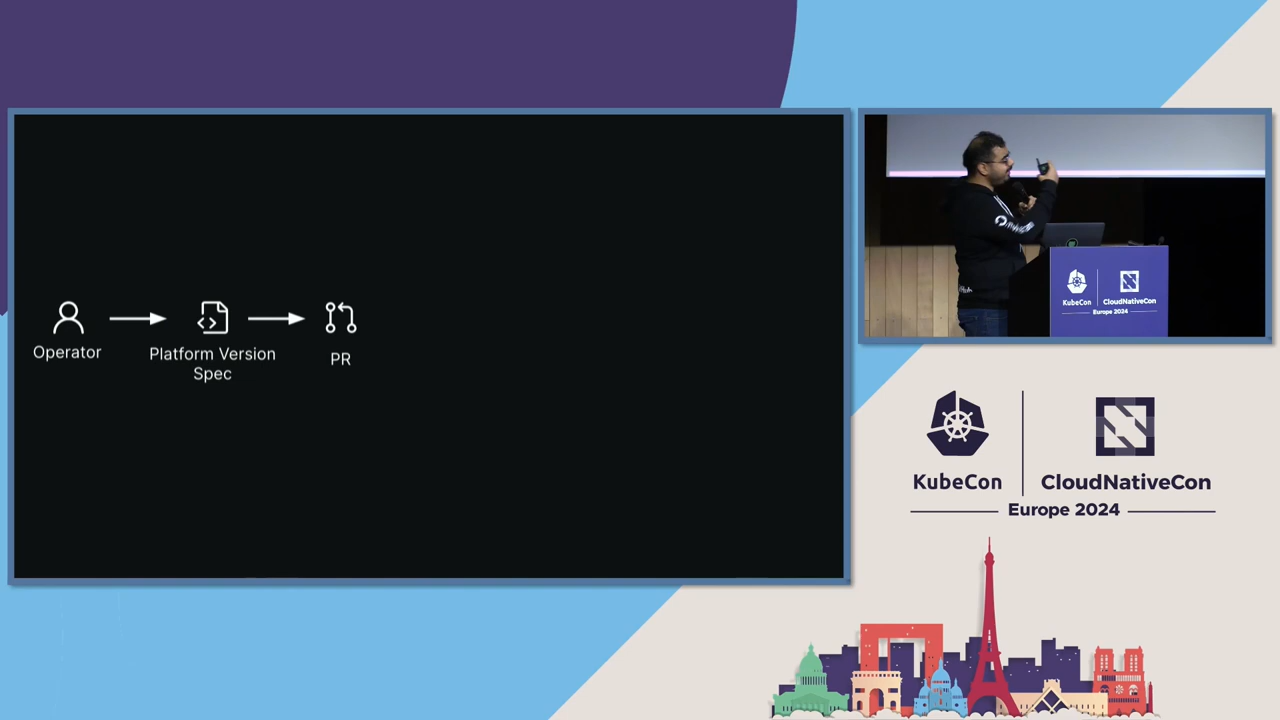 Operator
Platform Version
Spec
PR
KubeCon
CloudNativeCon
Europe 2024
KubeCon
CloudNativeCon
Europe 2024